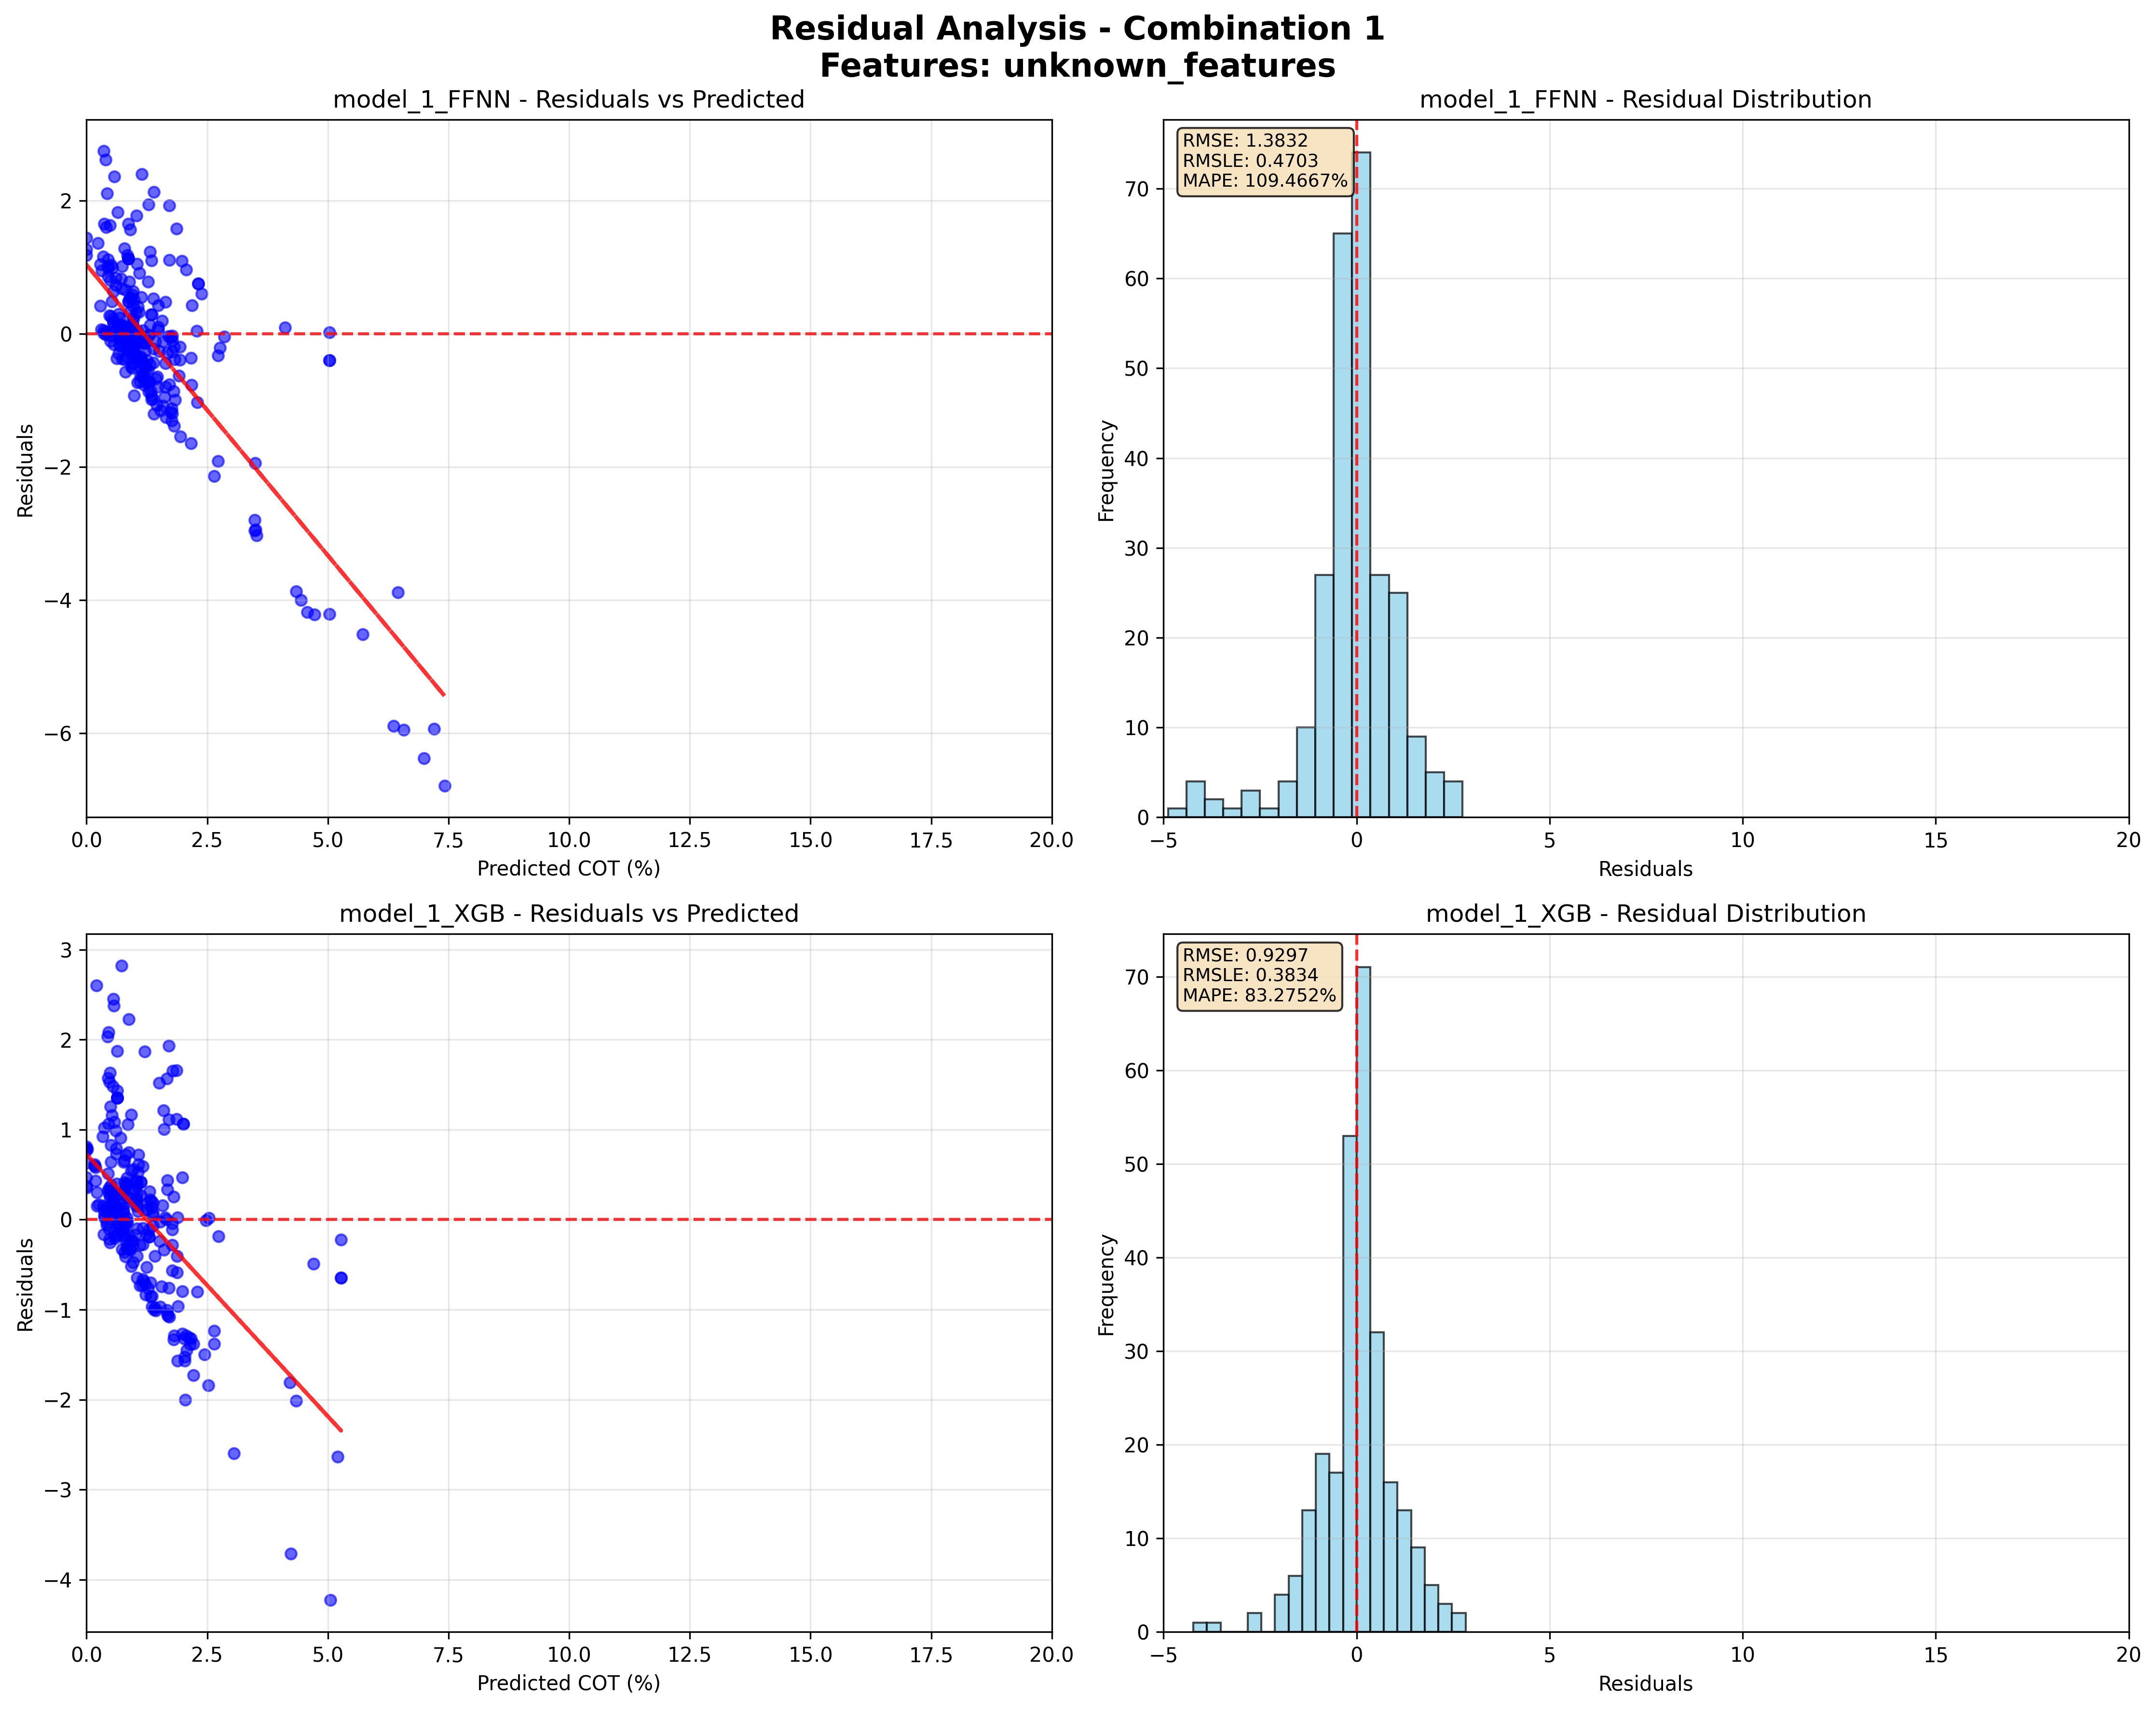 Residual Analysis - Combination 1
Features: unknown_features
model_1_FFNN - Residuals vs Predicted
2
0
−2
−4
−6
Residuals
0.0 2.5 5.0 7.5 10.0 12.5 15.0 17.5 20.0
Predicted COT (%)
model_1_FFNN - Residual Distribution
RMSE: 1.3832
RMSLE: 0.4703
MAPE: 109.4667%
70
60
50
40
30
20
10
0
Frequency
−5 0 5 10 15 20
Residuals
model_1_XGB - Residuals vs Predicted
3
2
1
0
−1
−2
−3
−4
Residuals
0.0 2.5 5.0 7.5 10.0 12.5 15.0 17.5 20.0
Predicted COT (%)
model_1_XGB - Residual Distribution
RMSE: 0.9297
RMSLE: 0.3834
MAPE: 83.2752%
70
60
50
40
30
20
10
0
Frequency
−5 0 5 10 15 20
Residuals